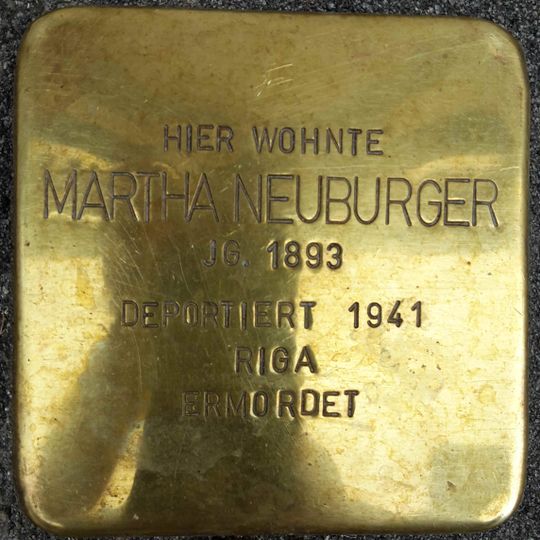 HIER WOHNTE
MARTHA NEUBURGER
JG. 1893
DEPORTIERT 1941
RIGA
ERMORDET